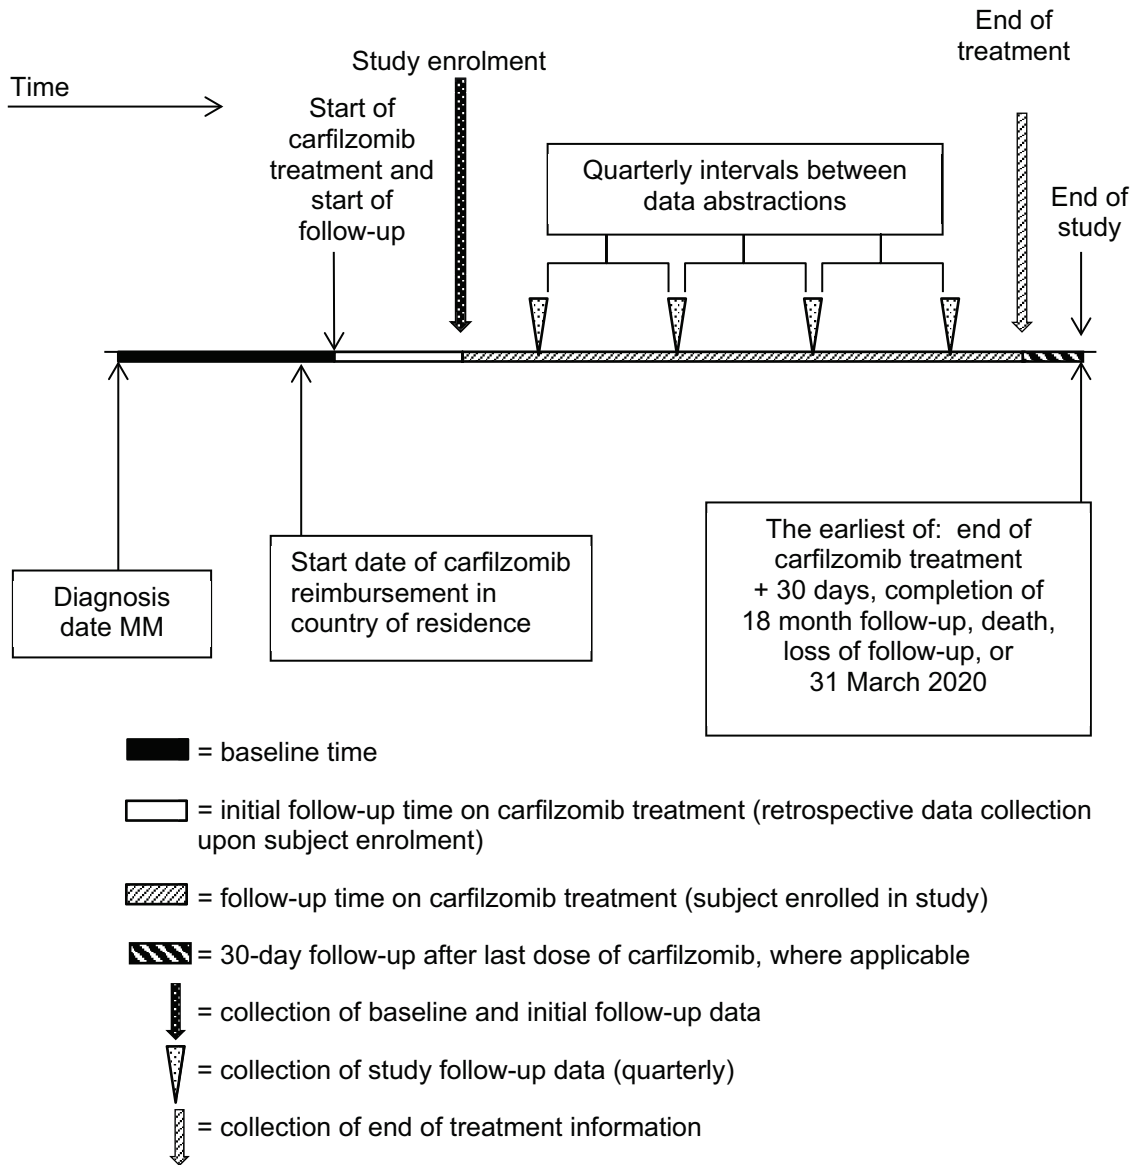 Time
Study enrolment
End of
treatment
Start of
carfilzomib
treatment and
start of
follow-up
Quarterly intervals between
data abstractions
End of
study
Diagnosis
date MM
Start date of carfilzomib
reimbursement in
country of residence
The earliest of:  end of
carfilzomib treatment
+ 30 days, completion of
18 month follow-up, death,
loss of follow-up, or
31 March 2020
= baseline time
= initial follow-up time on carfilzomib treatment (retrospective data collection
upon subject enrolment)
= follow-up time on carfilzomib treatment (subject enrolled in study)
= 30-day follow-up after last dose of carfilzomib, where applicable
= collection of baseline and initial follow-up data
= collection of study follow-up data (quarterly)
= collection of end of treatment information